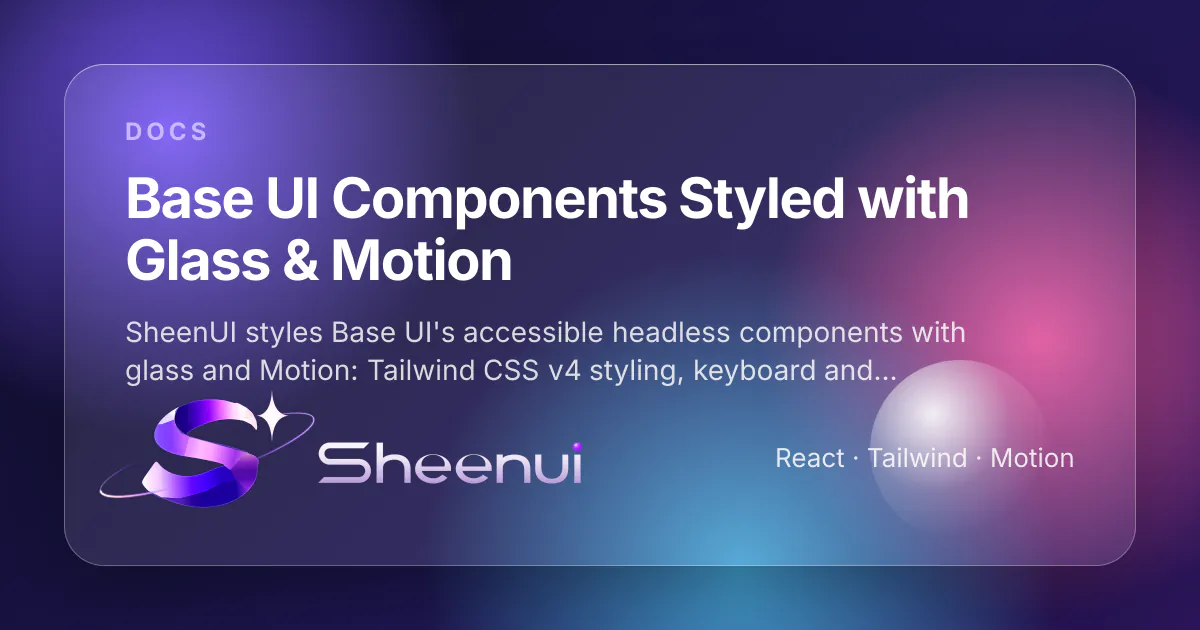 DOCS
Base UI Components Styled with
Glass & Motion
SheenUI styles Base UI's accessible headless components with
glass and Motion: Tailwind CSS v4 styling, keyboard and...
Sheenui
React · Tailwind · Motion